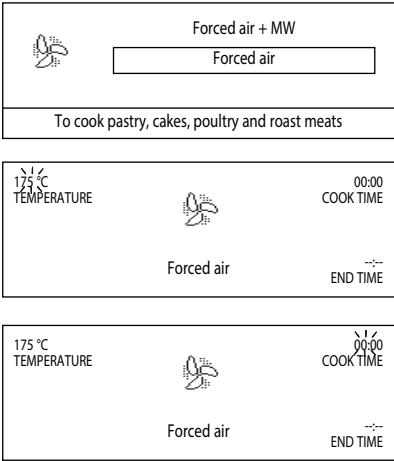 Forced air + MW
Forced air
To cook pastry, cakes, poultry and roast meats
175 °C 00:00
TEMPERATURE COOK TIME
Forced air
--:--
END TIME
175 °C 00:00
TEMPERATURE COOK TIME
Forced air
--:--
END TIME